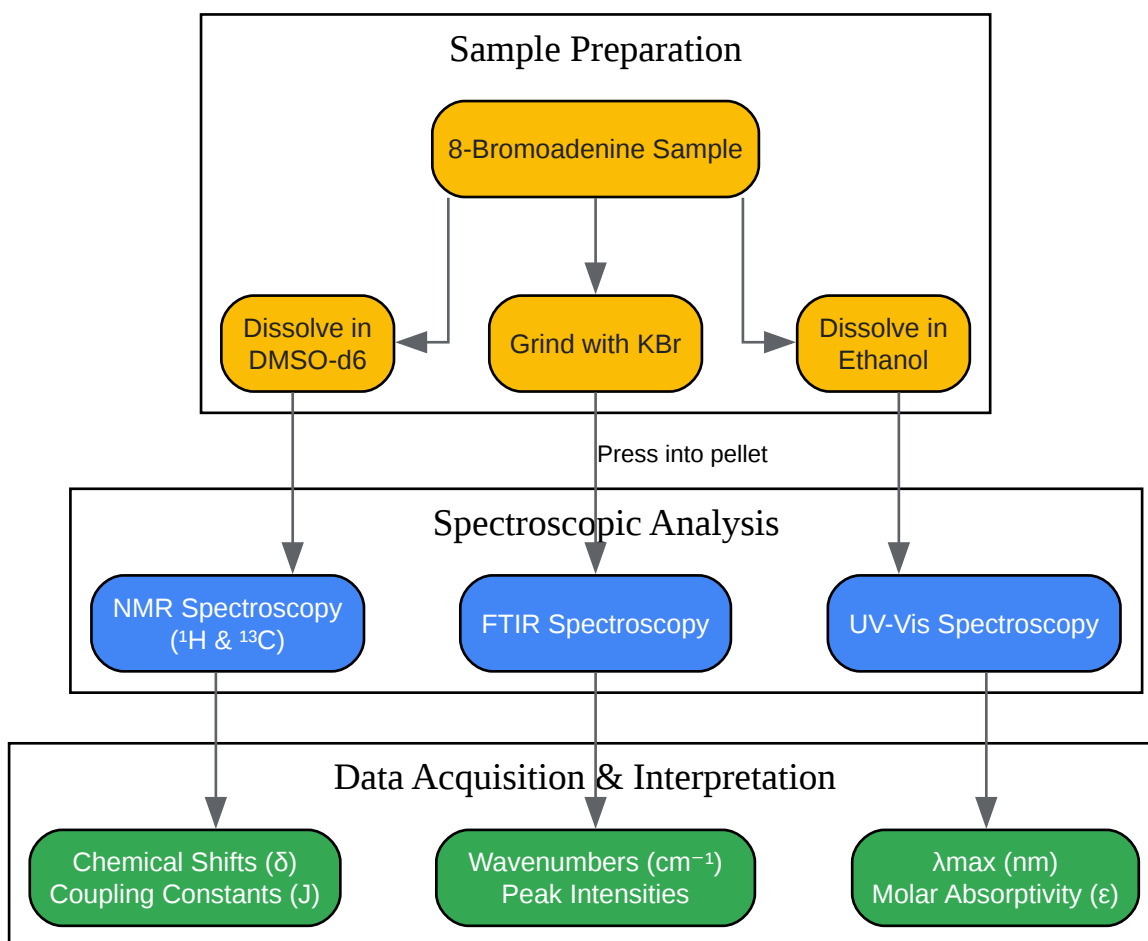 Sample Preparation
8-Bromoadenine Sample
Dissolve in
DMSO-d6
Grind with KBr
Dissolve in
Ethanol
Press into pellet
Spectroscopic Analysis
NMR Spectroscopy
(¹H & ¹³C)
FTIR Spectroscopy
UV-Vis Spectroscopy
Data Acquisition & Interpretation
Chemical Shifts (δ)
Coupling Constants (J)
Wavenumbers (cm⁻¹)
Peak Intensities
λmax (nm)
Molar Absorptivity (ε)